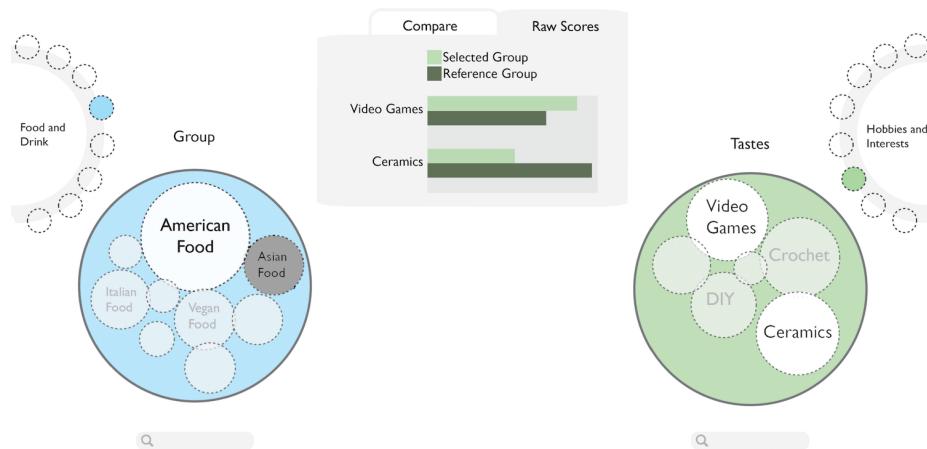 Compare
Raw Scores
Selected Group
Reference Group
Video Games
Ceramics
Food and
Drink
Group
American
Food
Asian
Food
Italian
Food
Vegan
Food
Hobbies and
Interests
Tastes
Video
Games
Crochet
DIY
Ceramics